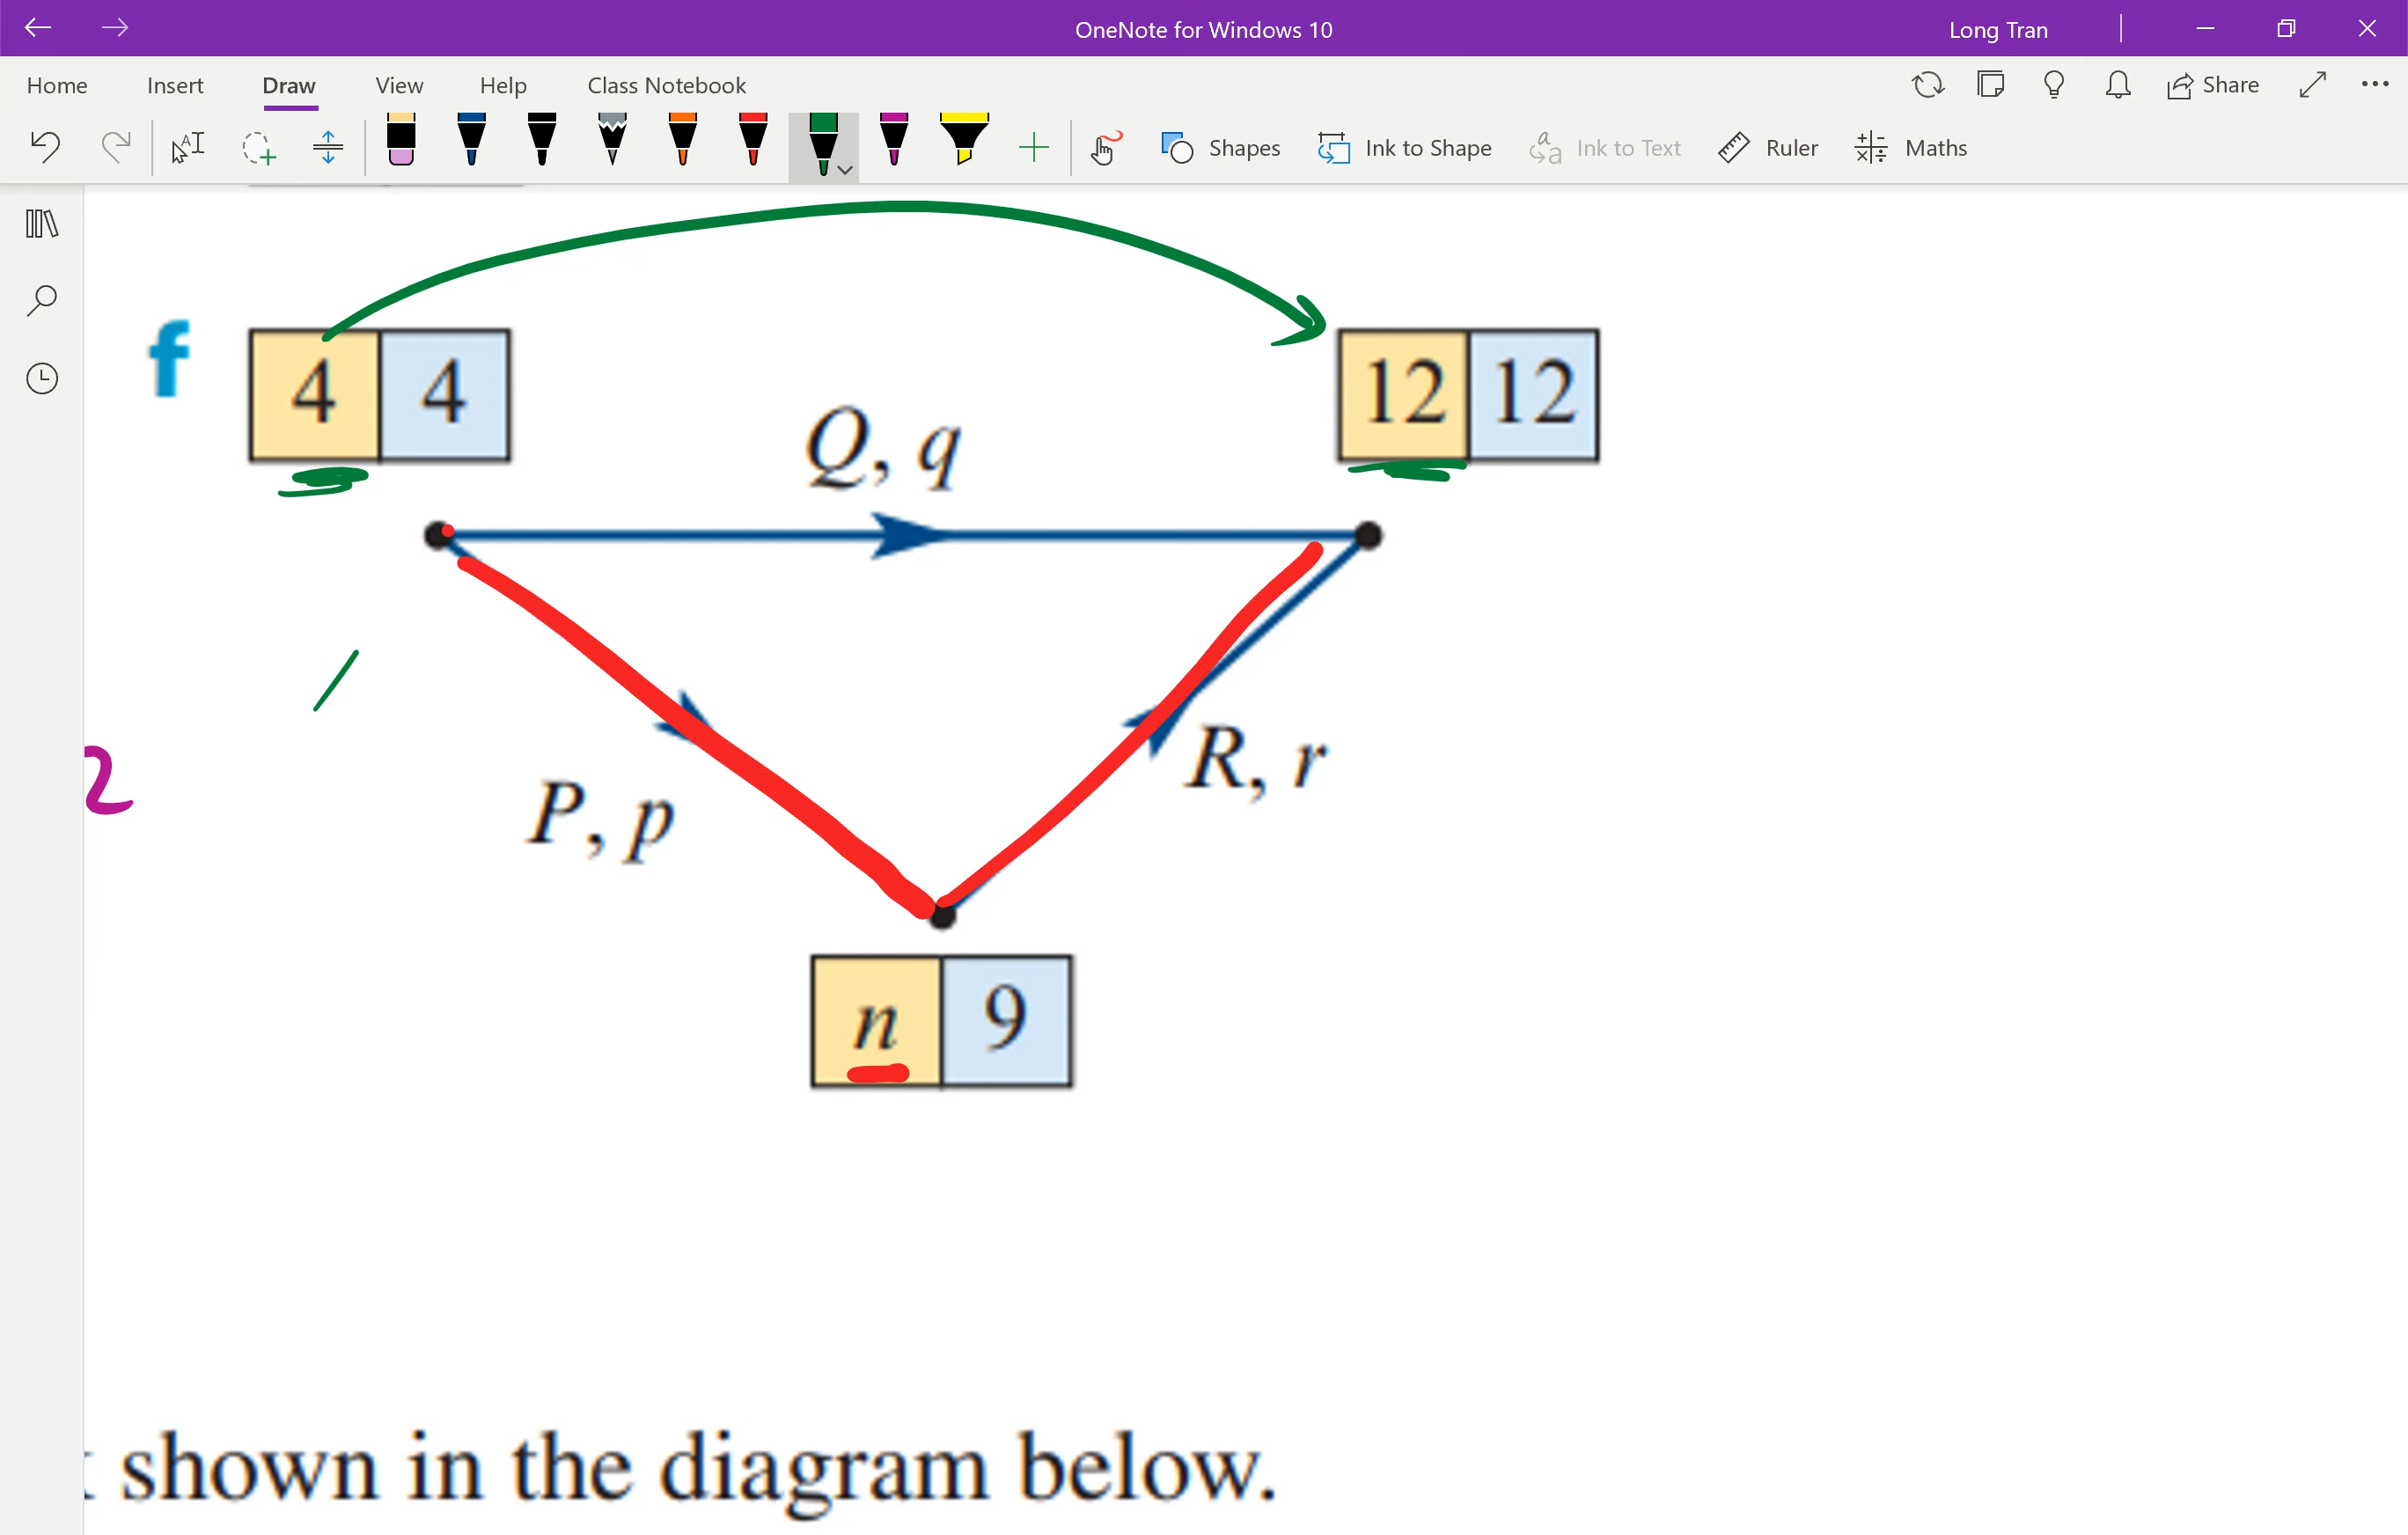 OneNote for Windows 10 Long Tran
Home Insert Draw View Help Class Notebook Share
Shapes Ink to Shape Ink to Text Ruler Maths
f 4 4 12 12
Q, q
2
P, p R, r
n 9
shown in the diagram below.